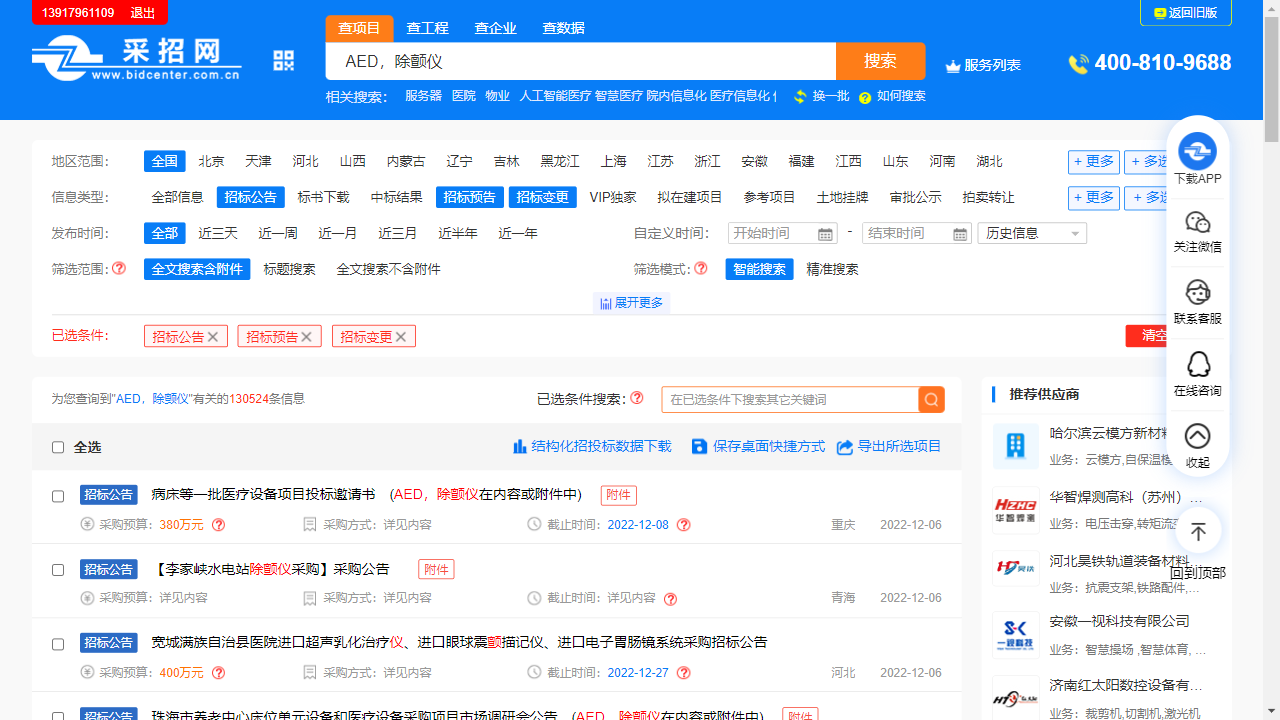 13917961109 退出
返回旧版
采招网
www.bidcenter.com.cn
查项目 查工程 查企业 查数据
AED，除颤仪 搜索
服务列表
400-810-9688
相关搜索： 服务器 医院 物业 人工智能医疗 智慧医疗 院内信息化 医疗信息化 换一批 如何搜索
地区范围： 全国 北京 天津 河北 山西 内蒙古 辽宁 吉林 黑龙江 上海 江苏 浙江 安徽 福建 江西 山东 河南 湖北 + 更多 + 多选
信息类型： 全部信息 招标公告 标书下载 中标结果 招标预告 招标变更 VIP独家 拟在建项目 参考项目 土地挂牌 审批公示 拍卖转让 + 更多 + 多选
发布时间： 全部 近三天 近一周 近一月 近三月 近半年 近一年 自定义时间： 开始时间 - 结束时间 历史信息
筛选范围： 全文搜索含附件 标题搜索 全文搜索不含附件 筛选模式： 智能搜索 精准搜索
展开更多
已选条件： 招标公告 招标预告 招标变更 清空
下载APP
关注微信
联系客服
在线咨询
收起
回到顶部
为您查询到"AED，除颤仪"有关的130524条信息 已选条件搜索： 在已选条件下搜索其它关键词
全选 结构化招投标数据下载 保存桌面快捷方式 导出所选项目
招标公告 病床等一批医疗设备项目投标邀请书 (AED，除颤仪在内容或附件中) 附件
采购预算：380万元 采购方式：详见内容 截止时间：2022-12-08 重庆 2022-12-06
招标公告 【李家峡水电站除颤仪采购】采购公告 附件
采购预算：详见内容 采购方式：详见内容 截止时间：详见内容 青海 2022-12-06
招标公告 宽城满族自治县医院进口超声乳化治疗仪、进口眼球震颤描记仪、进口电子胃肠镜系统采购招标公告
采购预算：400万元 采购方式：详见内容 截止时间：2022-12-27 河北 2022-12-06
招标公告 珠海市养老中心床位单元设备和医疗设备采购项目市场调研会公告 (AED，除颤仪在内容或附件中) 附件
推荐供应商
哈尔滨云模方新材料
业务：云模方,自保温模
HZHC
华智焊测
华智焊测高科（苏州）...
业务：电压击穿,转矩流变
昊铁
河北昊铁轨道装备材料
业务：抗震支架,铁路配件,...
一视科技
安徽一视科技有限公司
业务：智慧操场 ,智慧体育, ...
济南红太阳数控设备有...
业务：裁剪机,切割机,激光机